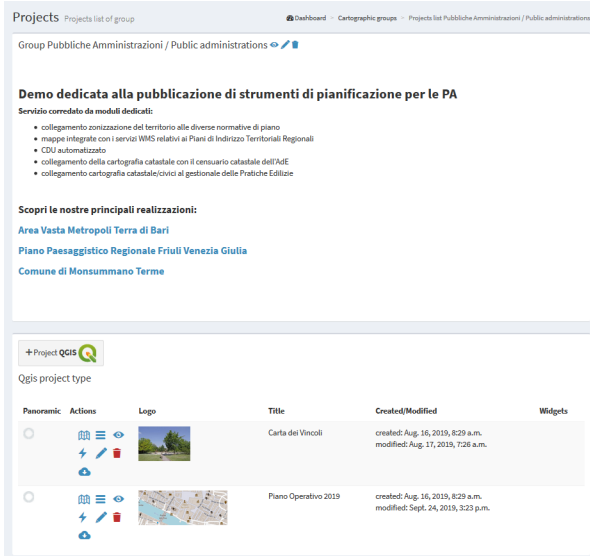 Projects Projects list of group
Dashboard > Cartographic groups > Projects list Pubbliche Amministrazioni / Public administrations
Group Pubbliche Amministrazioni / Public administrations
Demo dedicata alla pubblicazione di strumenti di pianificazione per le PA
Servizio corredato da moduli dedicati:
• collegamento zonizzazione del territorio alle diverse normative di piano
• mappe integrate con i servizi WMS relativi ai Piani di Indirizzo Territoriali Regionali
• CDU automatizzato
• collegamento della cartografia catastale con il censuario catastale dell'AdE
• collegamento cartografia catastale/civici al gestionale delle Pratiche Edilizie
Scopri le nostre principali realizzazioni:
Area Vasta Metropoli Terra di Bari
Piano Paesaggistico Regionale Friuli Venezia Giulia
Comune di Monsummano Terme
+Project QGIS
Qgis project type
Panoramic Actions Logo Title Created/Modified Widgets
Carta dei Vincoli
created: Aug. 16, 2019, 8:29 a.m.
modified: Aug. 17, 2019, 7:26 a.m.
Piano Operativo 2019
created: Aug. 16, 2019, 8:29 a.m.
modified: Sept. 24, 2019, 3:23 p.m.